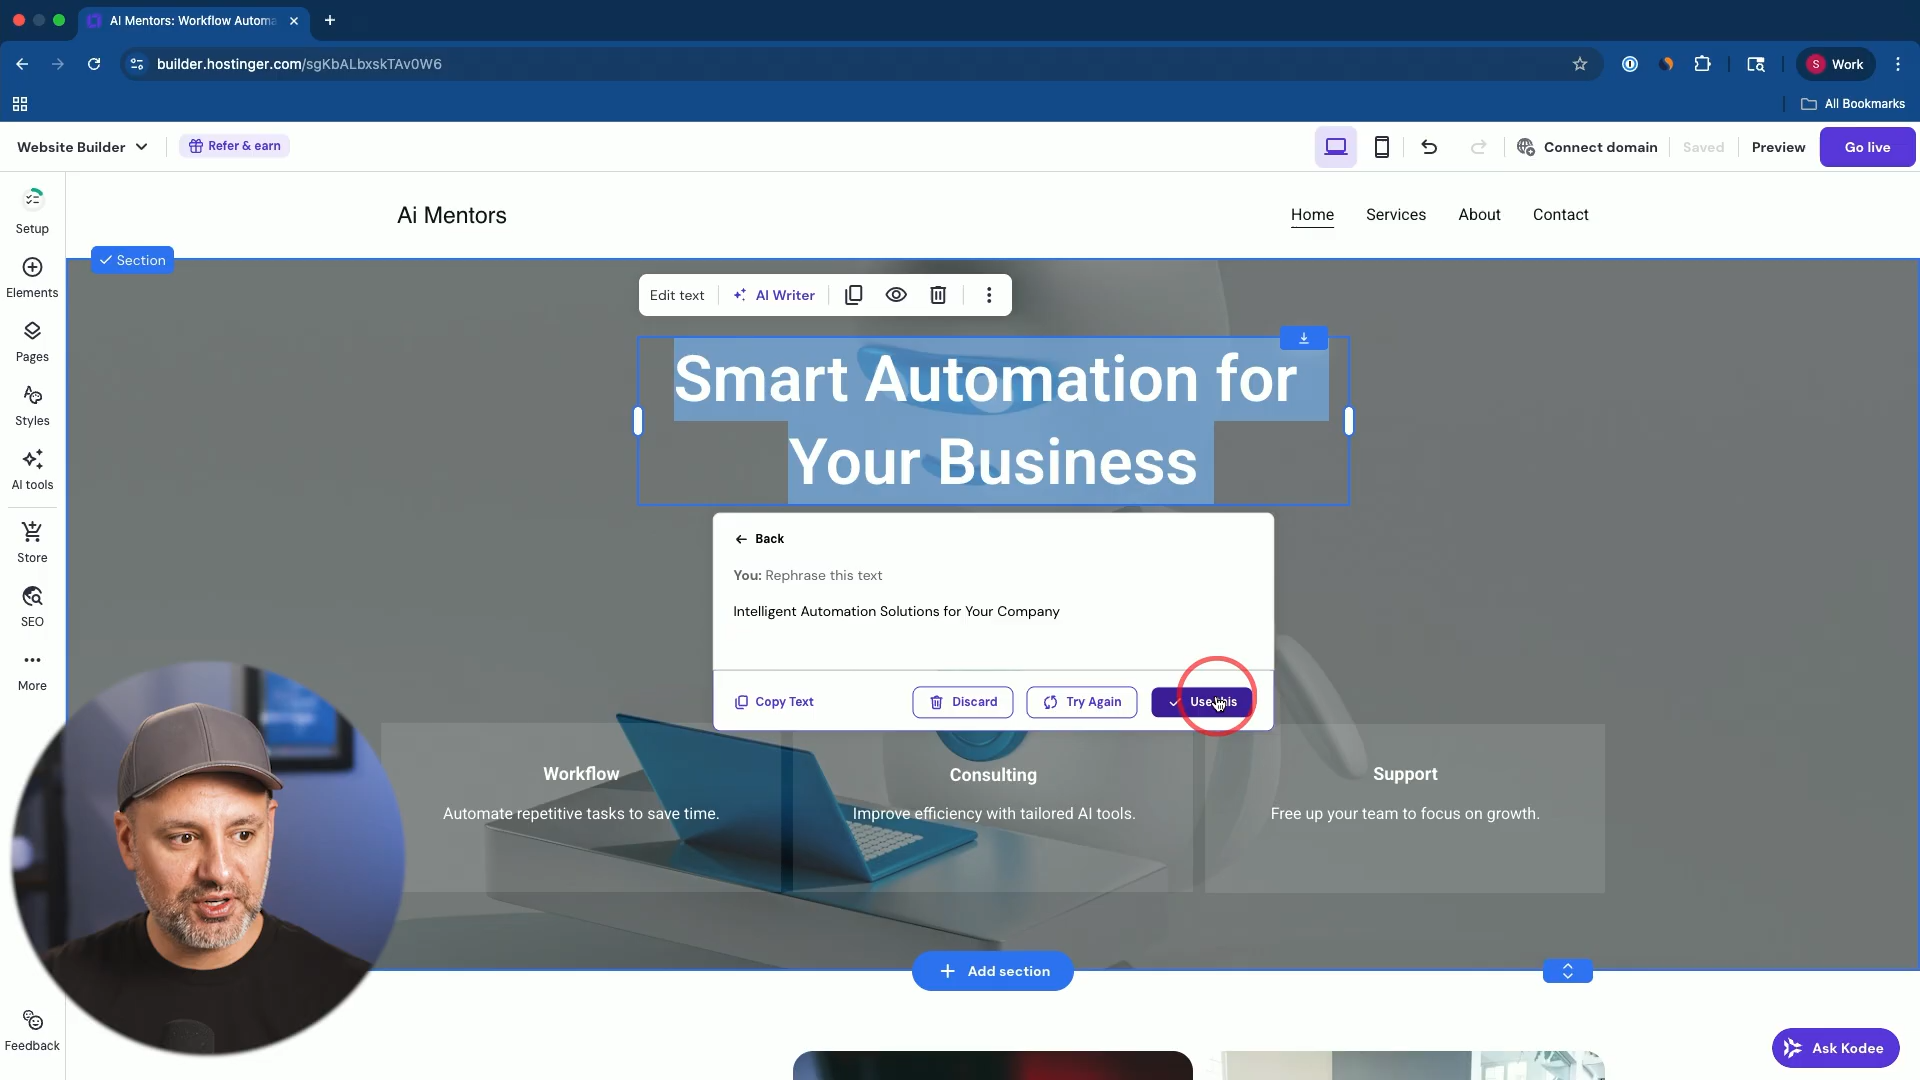 AI Mentors: Workflow Automa
builder.hostinger.com/sgKbALbxskTAv0W6
S Work
All Bookmarks
Website Builder
Refer & earn
Connect domain
Saved
Preview
Go live
Setup
Elements
Pages
Styles
AI tools
Store
SEO
More
Feedback
Ai Mentors
Home
Services
About
Contact
Section
Edit text
AI Writer
Smart Automation for
Your Business
Back
You: Rephrase this text
Intelligent Automation Solutions for Your Company
Copy Text
Discard
Try Again
Use this
Workflow
Consulting
Support
Automate repetitive tasks to save time.
Improve efficiency with tailored AI tools.
Free up your team to focus on growth.
Add section
Ask Kodee